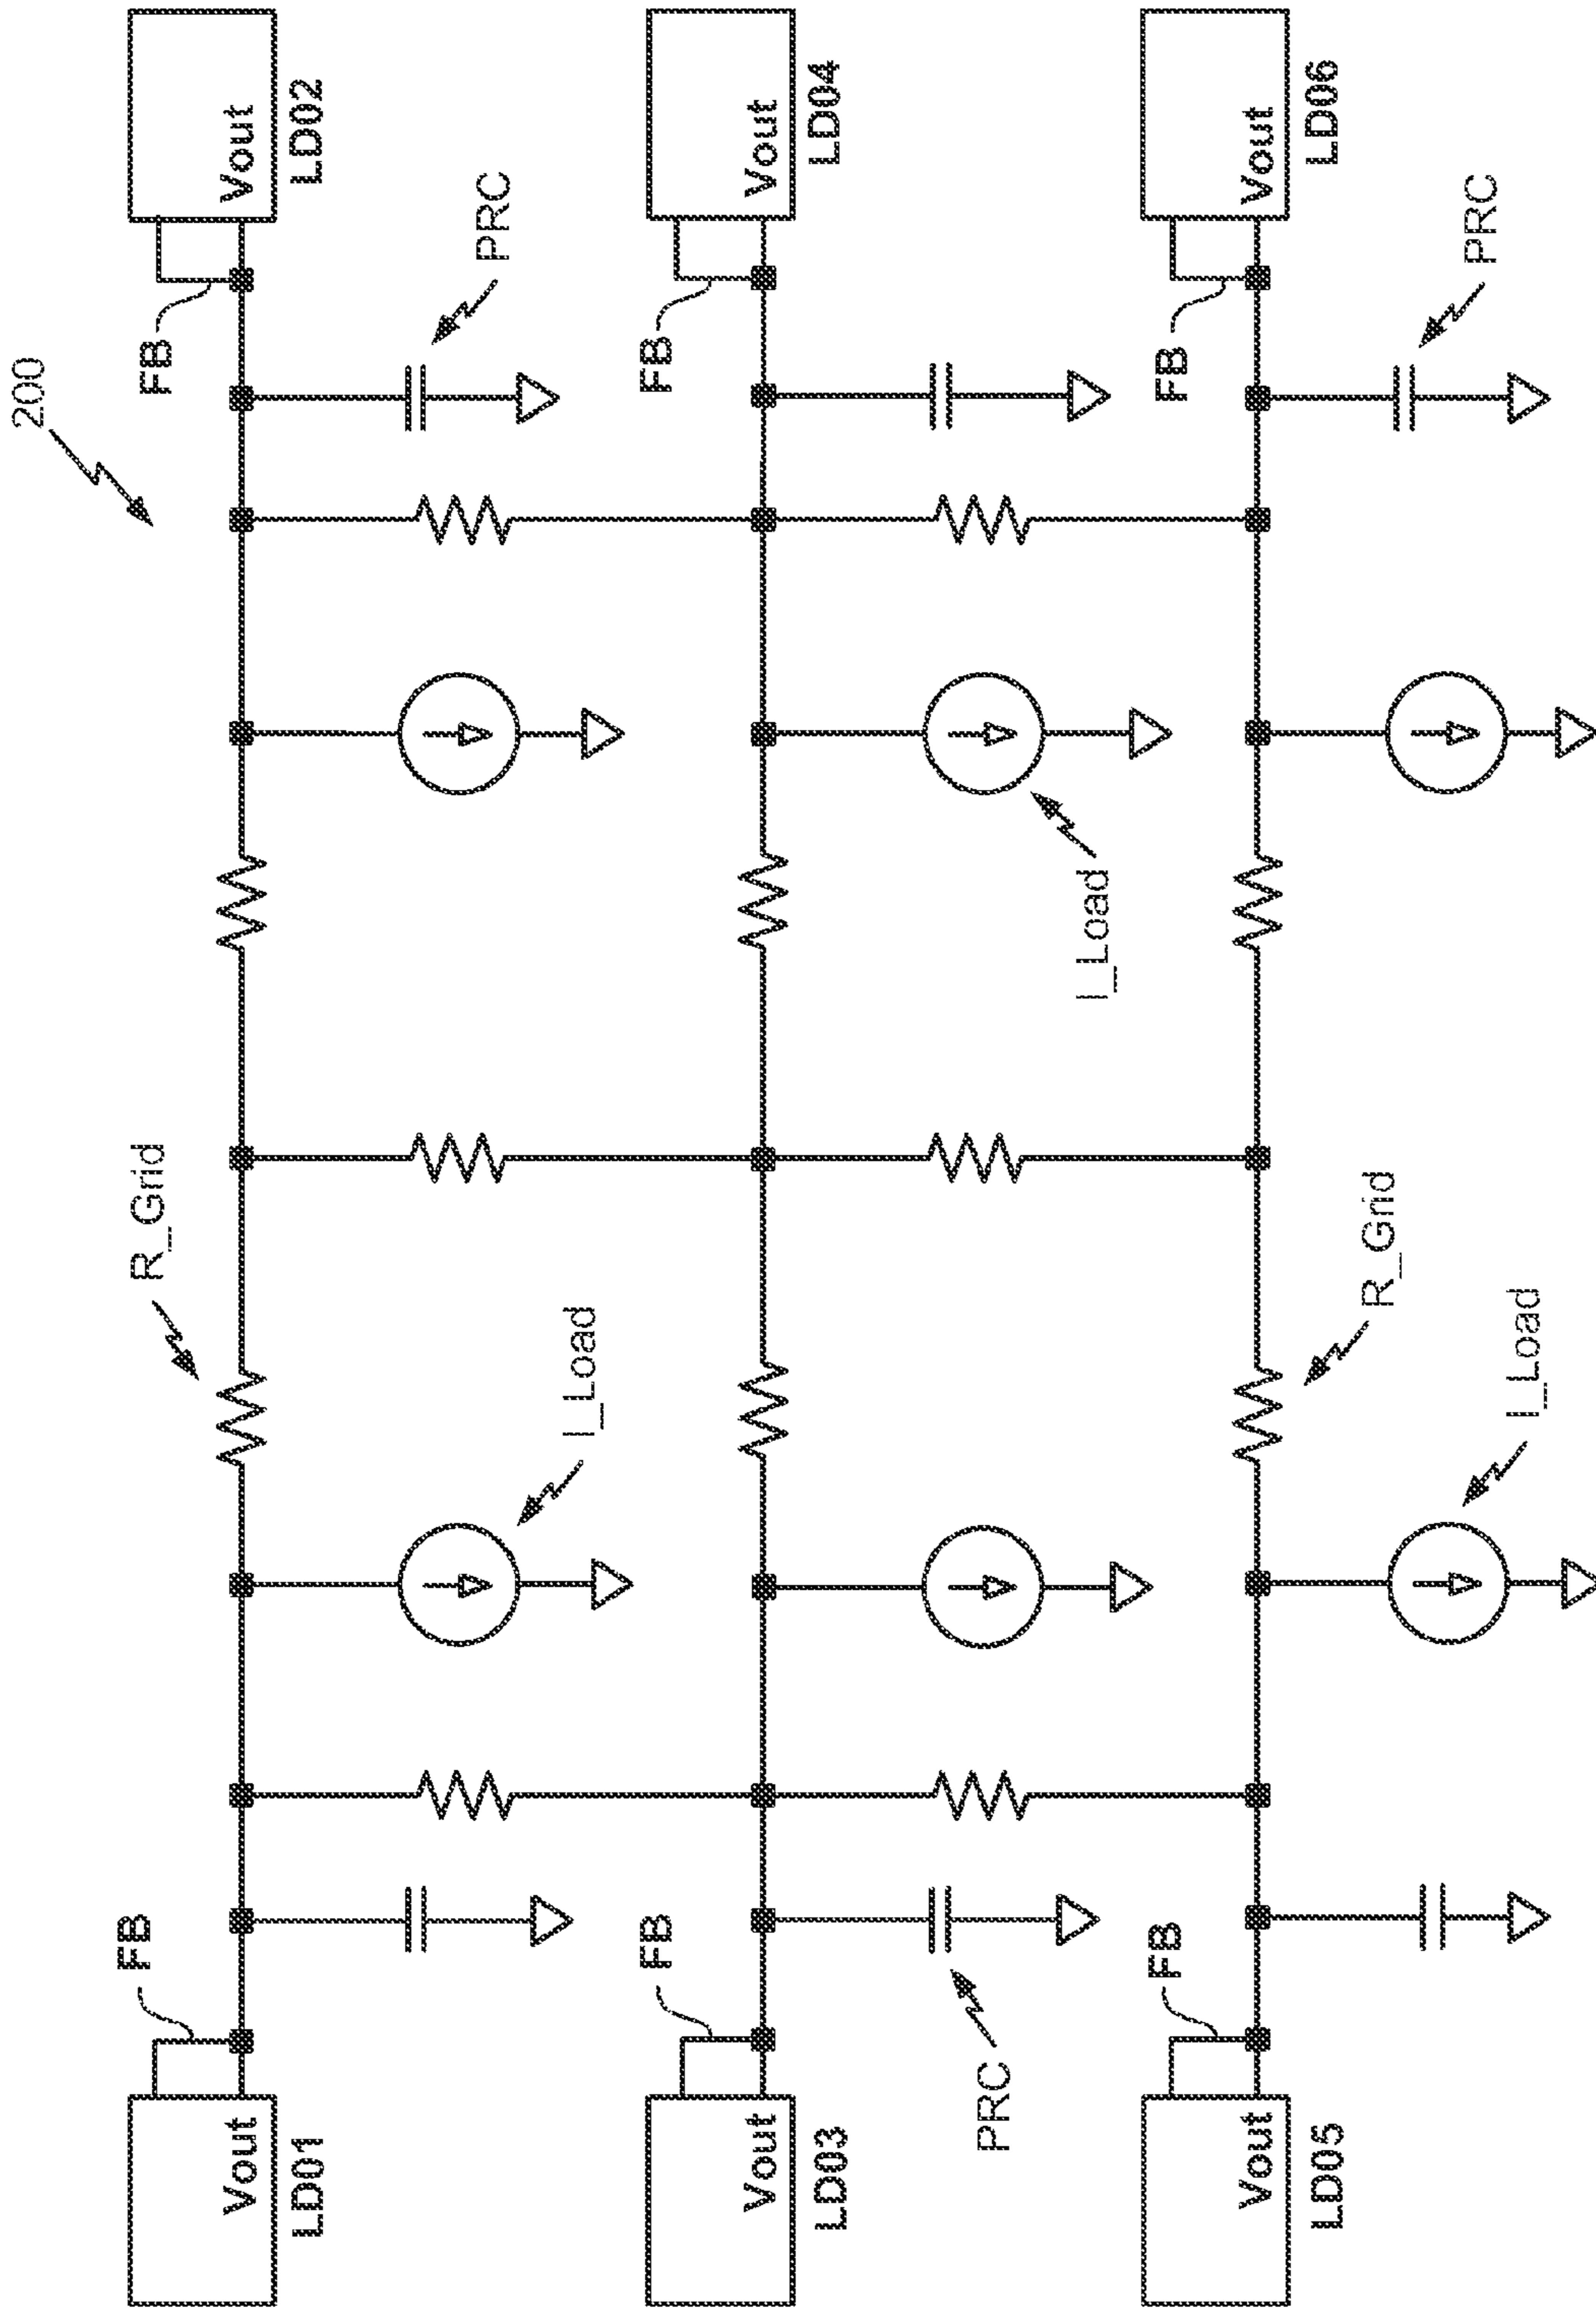 200
FB
R_Grid
FB
Vout
Vout
LD01
LD02
PRC
I_Load
FB
FB
Vout
Vout
LD03
LD04
PRC
I_Load
FB
FB
Vout
Vout
LD05
LD06
R_Grid
PRC
I_Load